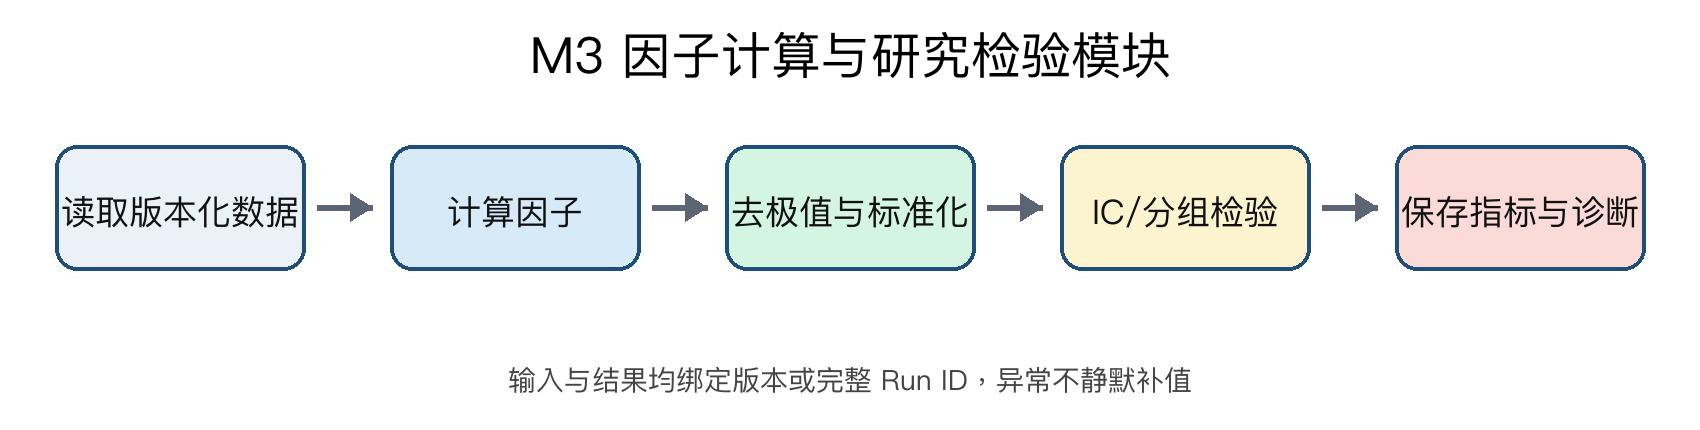 M3 因子计算与研究检验模块
读取版本化数据
计算因子
去极值与标准化
IC/分组检验
保存指标与诊断
输入与结果均绑定版本或完整 Run ID，异常不静默补值